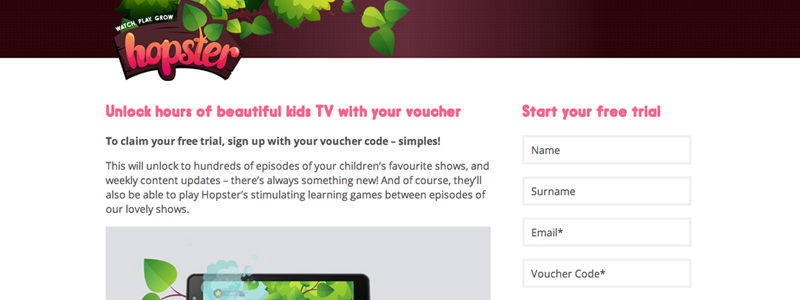 WATCH. PLAY. GROW
hopster
Unlock hours of beautiful kids TV with your voucher
To claim your free trial, sign up with your voucher code – simples!
This will unlock to hundreds of episodes of your children's favourite shows, and
weekly content updates – there's always something new! And of course, they'll
also be able to play Hopster's stimulating learning games between episodes of
our lovely shows.
Start your free trial
Name
Surname
Email*
Voucher Code*